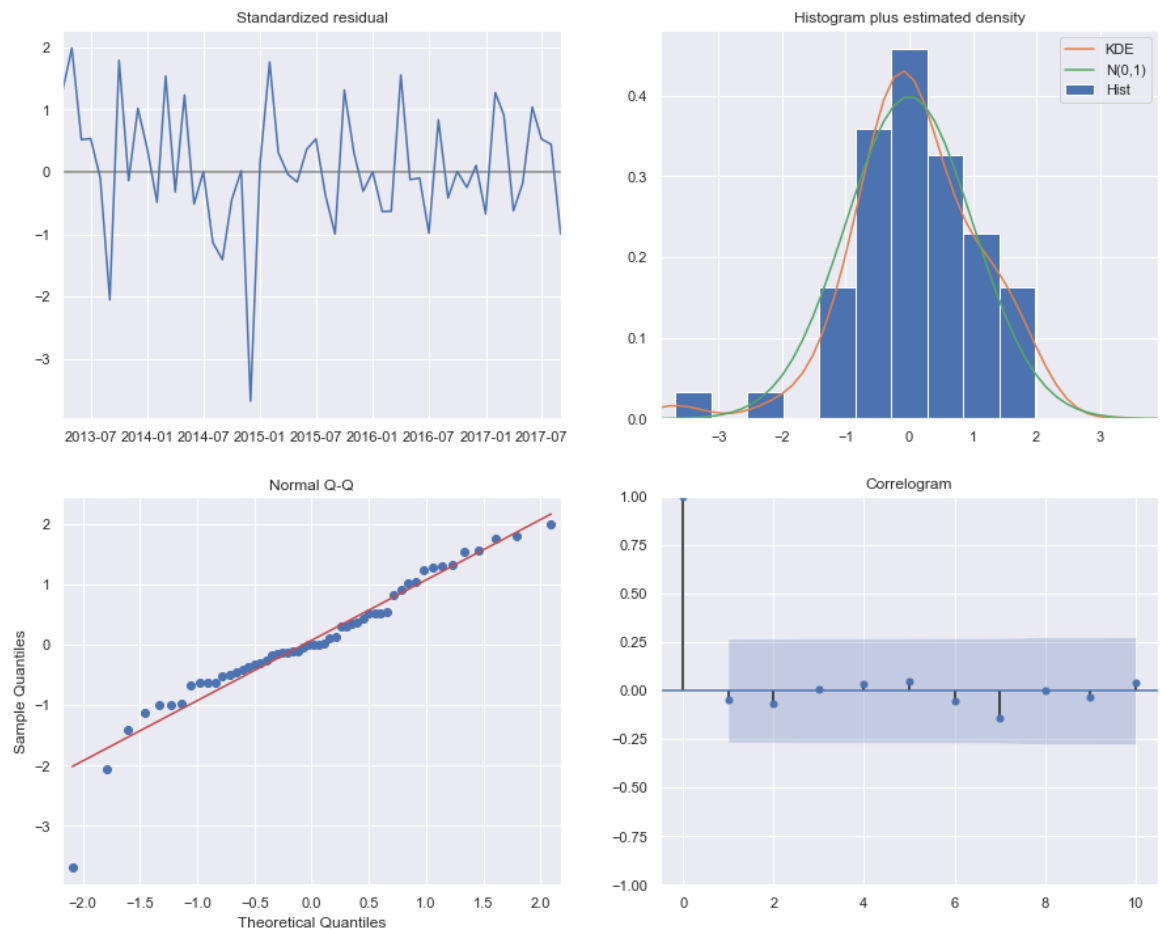 Standardized residual
2
1
0
−1
−2
−3
2013-07 2014-01 2014-07 2015-01 2015-07 2016-01 2016-07 2017-01 2017-07
Histogram plus estimated density
KDE
N(0,1)
Hist
0.4
0.3
0.2
0.1
0.0
−3 −2 −1 0 1 2 3
Normal Q-Q
Sample Quantiles
2
1
0
−1
−2
−3
−2.0 −1.5 −1.0 −0.5 0.0 0.5 1.0 1.5 2.0
Theoretical Quantiles
Correlogram
1.00
0.75
0.50
0.25
0.00
−0.25
−0.50
−0.75
−1.00
0 2 4 6 8 10